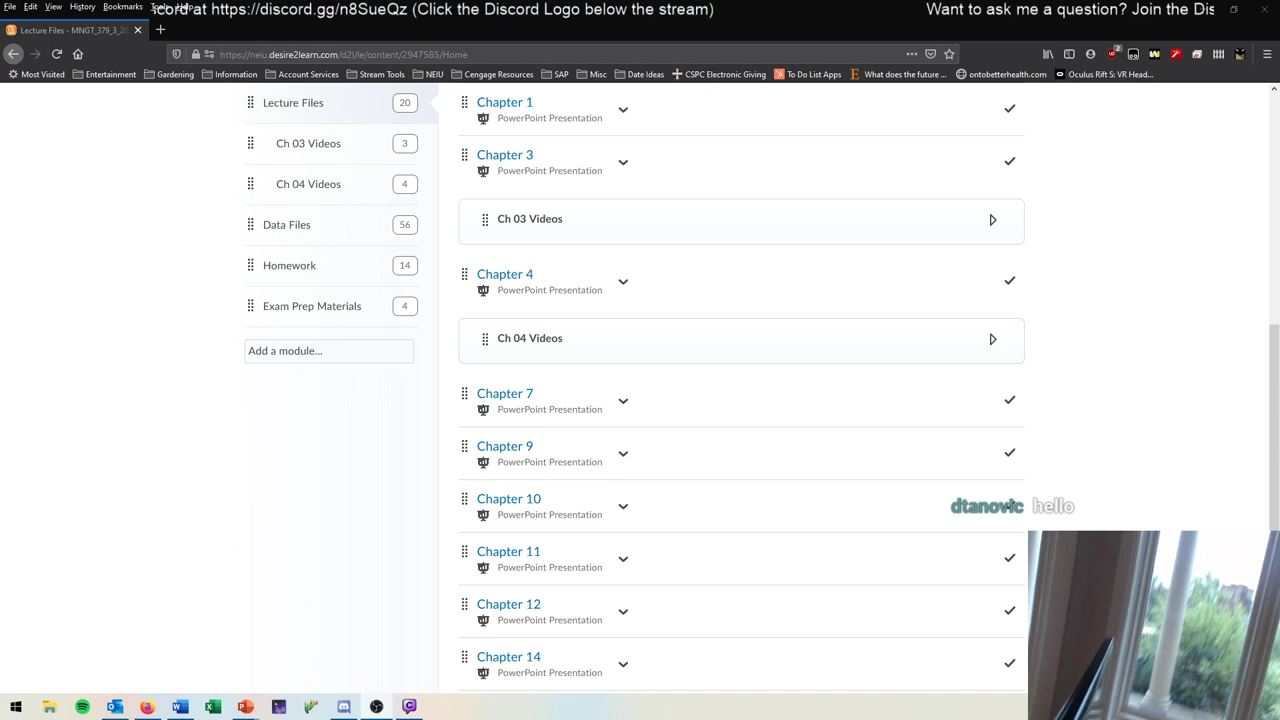 File Edit View History Bookmarks Tools Help
scord at https://discord.gg/n8SueQz (Click the Discord Logo below the stream)
Want to ask me a question? Join the Dis
Lecture Files - MNGT_379_3_20
https://neiu.desire2learn.com/d2l/le/content/2947585/Home
2
Most Visited Entertainment Gardening Information Account Services Stream Tools NEIU Cengage Resources SAP Misc Date Ideas CSPC Electronic Giving To Do List Apps What does the future ... ontobetterhealth.com Oculus Rift S: VR Head...
Lecture Files 20
Ch 03 Videos 3
Ch 04 Videos 4
Data Files 56
Homework 14
Exam Prep Materials 4
Add a module...
Chapter 1
PowerPoint Presentation
Chapter 3
PowerPoint Presentation
Ch 03 Videos
Chapter 4
PowerPoint Presentation
Ch 04 Videos
Chapter 7
PowerPoint Presentation
Chapter 9
PowerPoint Presentation
Chapter 10
PowerPoint Presentation
dtanovic hello
Chapter 11
PowerPoint Presentation
Chapter 12
PowerPoint Presentation
Chapter 14
PowerPoint Presentation